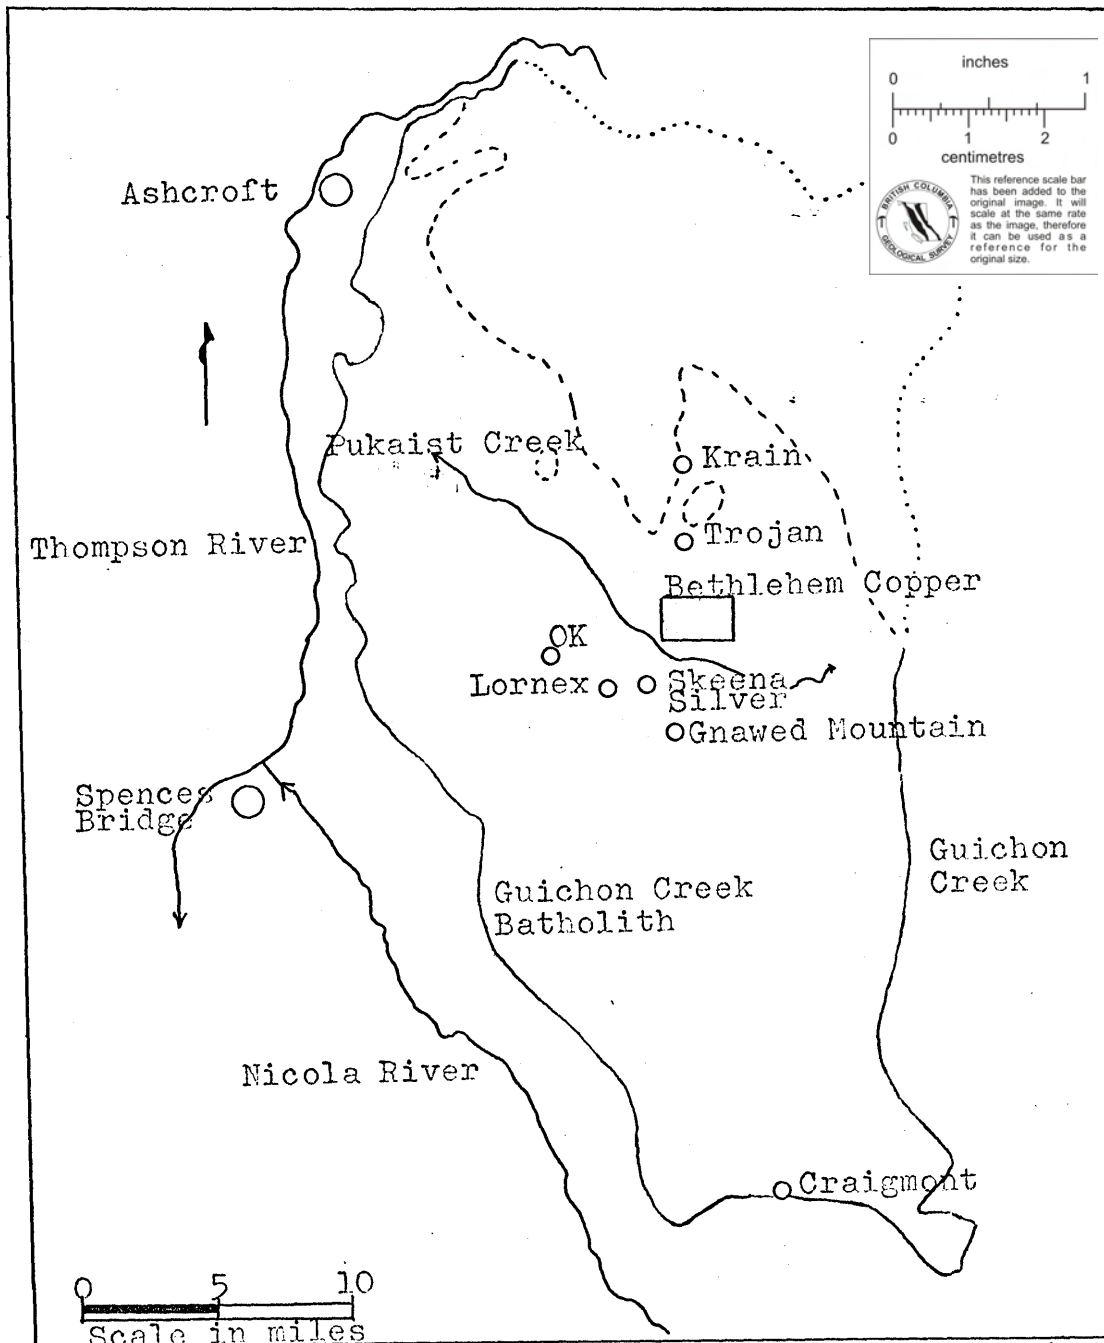 inches
0 1
0 1 2
centimetres
BRITISH COLUMBIA
GEOLOGICAL SURVEY
This reference scale bar
has been added to the
original image. It will
scale at the same rate
as the image, therefore
it can be used as a
reference for the
original size.
Ashcroft
Pukaist Creek
Krain
Thompson River
Trojan
Bethlehem Copper
OK
Lornex
Skeena
Silver
Gnawed Mountain
Spences
Bridge
Guichon
Creek
Guichon Creek
Batholith
Nicola River
Craigmont
0 5 10
Scale in miles